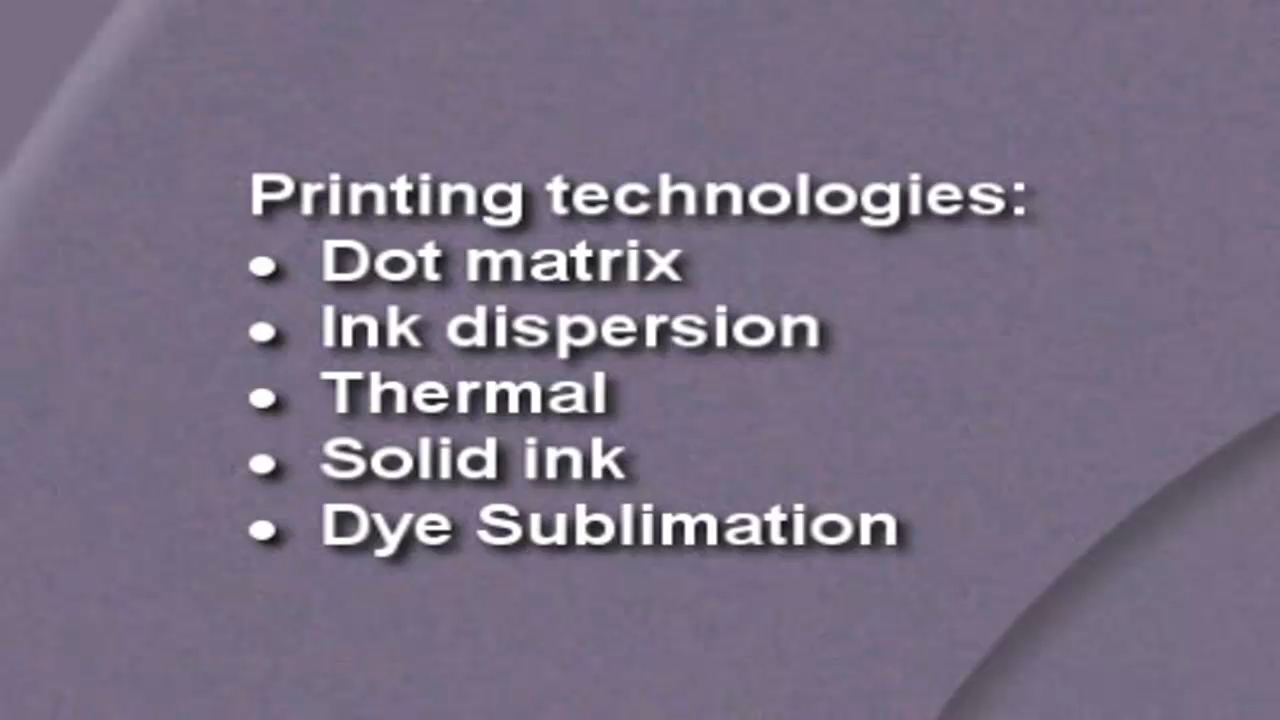 Printing technologies:
• Dot matrix
• Ink dispersion
• Thermal
• Solid ink
• Dye Sublimation